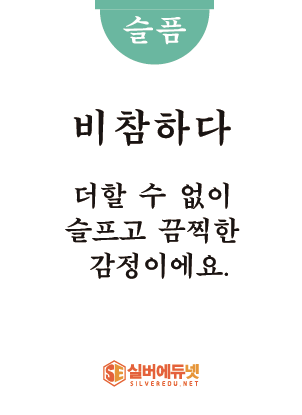 슬픔
비참하다
더할 수 없이
슬프고 끔찍한
감정이에요.
SE 실버에듀넷
SILVEREDU.NET